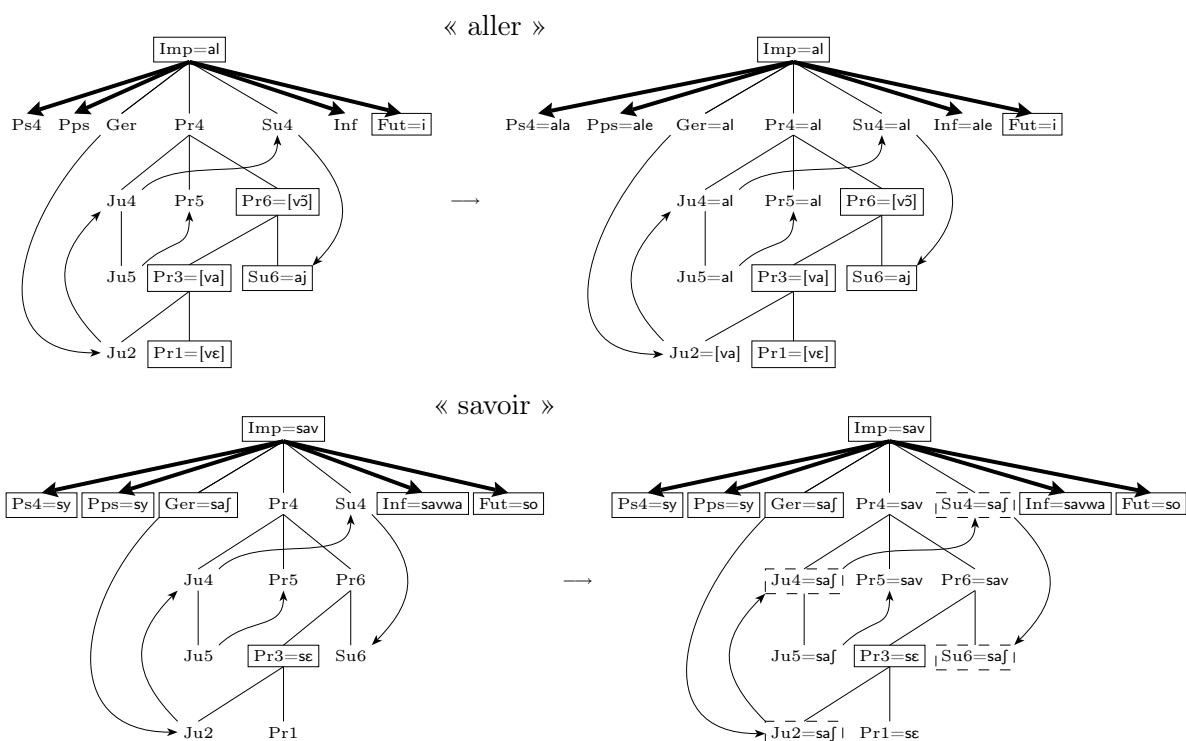 « aller »
Imp=al Imp=al
Ps4 Pps Ger Pr4 Su4 Inf Fut=i Ps4=ala Pps=ale Ger=al Pr4=al Su4=al Inf=ale Fut=i
Ju4 Pr5 Pr6=[vɔ̃] → Ju4=al Pr5=al Pr6=[vɔ̃]
Ju5 Pr3=[va] Su6=aj Ju5=al Pr3=[va] Su6=aj
Ju2 Pr1=[vɛ] Ju2=[va] Pr1=[vɛ]
« savoir »
Imp=sav Imp=sav
Ps4=sy Pps=sy Ger=saʃ Pr4 Su4 Inf=savwa Fut=so Ps4=sy Pps=sy Ger=saʃ Pr4=sav Su4=saʃ Inf=savwa Fut=so
Ju4 Pr5 Pr6 → Ju4=saʃ Pr5=sav Pr6=sav
Ju5 Pr3=sɛ Su6 Ju5=saʃ Pr3=sɛ Su6=saʃ
Ju2 Pr1 Ju2=saʃ Pr1=sɛ